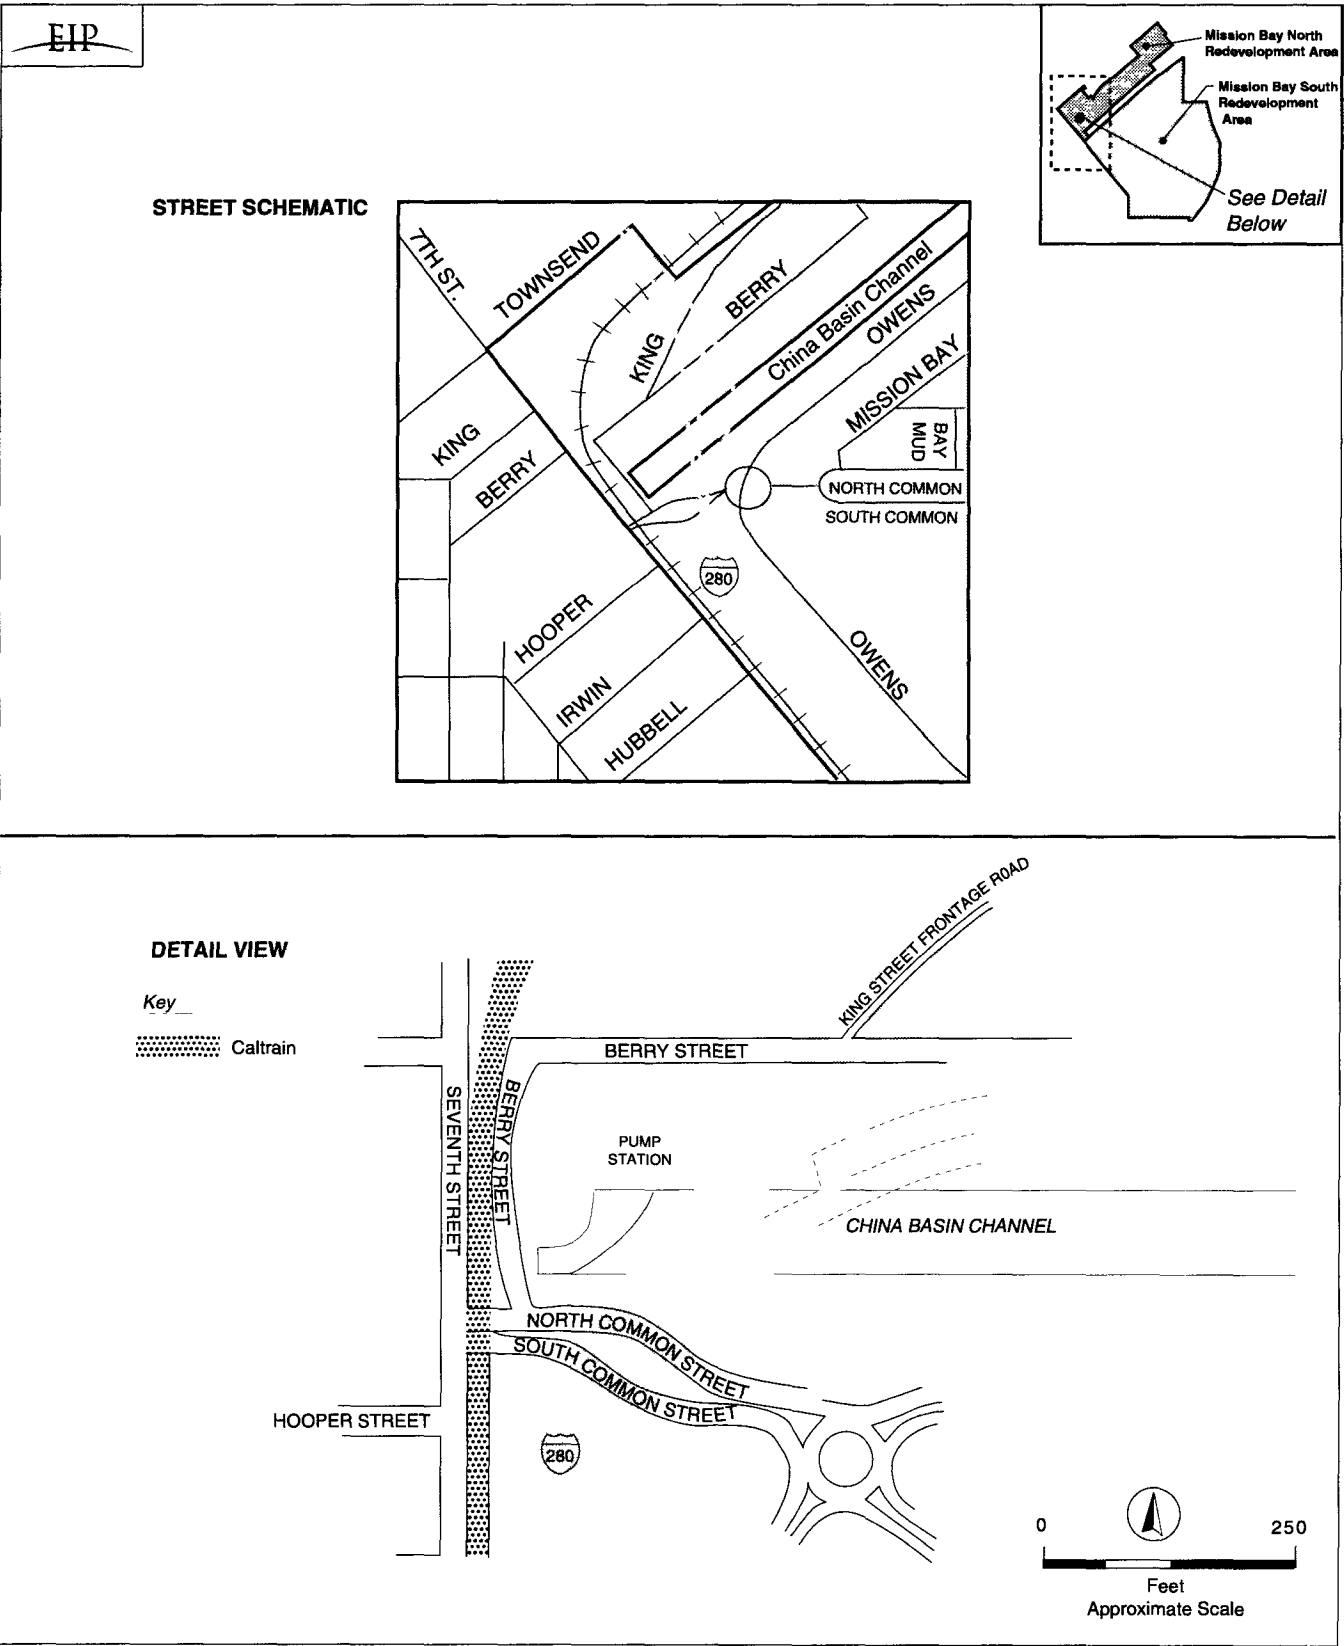 EIP
Mission Bay North
Redevelopment Area
Mission Bay South
Redevelopment
Area
See Detail
Below
STREET SCHEMATIC
7TH ST.
TOWNSEND
KING
BERRY
China Basin Channel
OWENS
MISSION BAY
BAY
MUD
KING
BERRY
NORTH COMMON
SOUTH COMMON
280
HOOPER
IRWIN
HUBBELL
OWENS
DETAIL VIEW
Key
Caltrain
KING STREET FRONTAGE ROAD
BERRY STREET
BERRY STREET
SEVENTH STREET
PUMP
STATION
CHINA BASIN CHANNEL
NORTH COMMON STREET
SOUTH COMMON STREET
HOOPER STREET
280
0 250
Feet
Approximate Scale